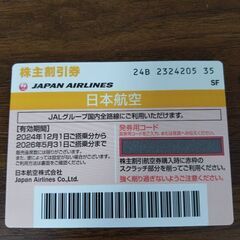 株主割引券
24B 2324205 35
JAPAN AIRLINES
SF
日本航空
JALグループ国内全路線にご利用いただけます。
[有効期間]
2024年12月1日ご搭乗分から
2026年5月31日ご搭乗分まで
発券用コード
株主割引航空券購入時に赤枠の
スクラッチ部分を削ってご利用ください。
強く削り過ぎないようにご注意ください。
日本航空株式会社
Japan Airlines Co.,Ltd.